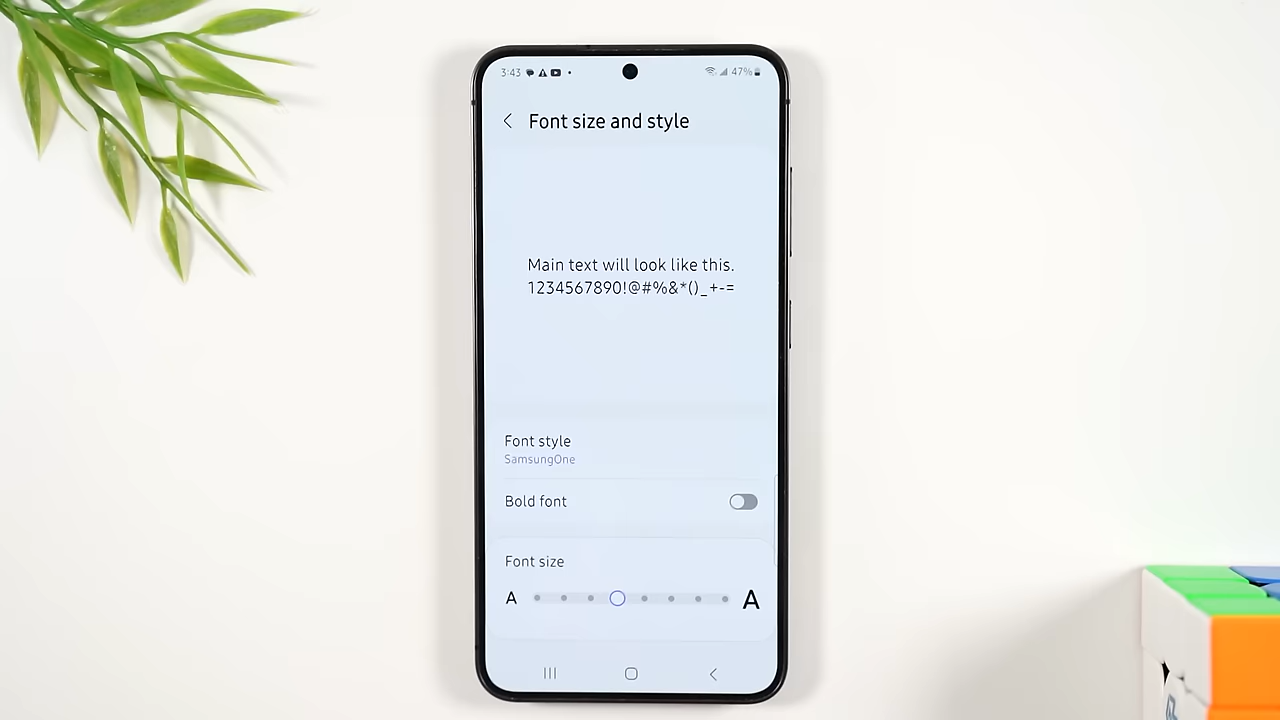 3:43 47%
Font size and style
Main text will look like this.
1234567890!@#%&*()_+-=
Font style
SamsungOne
Bold font
Font size
A A